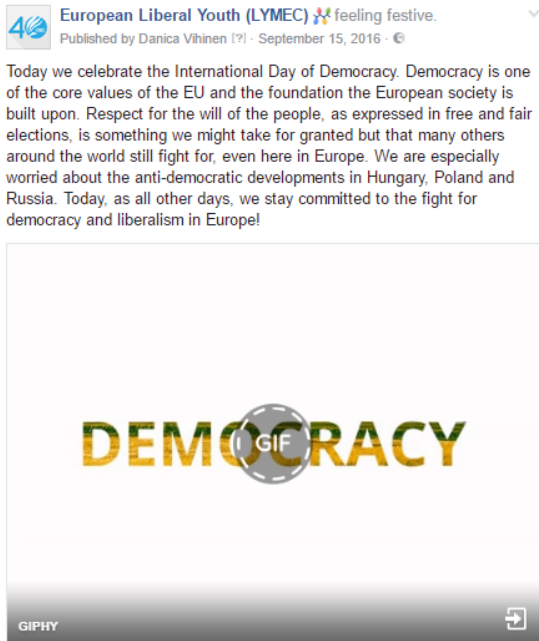 40
European Liberal Youth (LYMEC) feeling festive.
Published by Danica Vihinen [?] · September 15, 2016 ·
Today we celebrate the International Day of Democracy. Democracy is one
of the core values of the EU and the foundation the European society is
built upon. Respect for the will of the people, as expressed in free and fair
elections, is something we might take for granted but that many others
around the world still fight for, even here in Europe. We are especially
worried about the anti-democratic developments in Hungary, Poland and
Russia. Today, as all other days, we stay committed to the fight for
democracy and liberalism in Europe!
DEMOCRACY
GIF
GIPHY